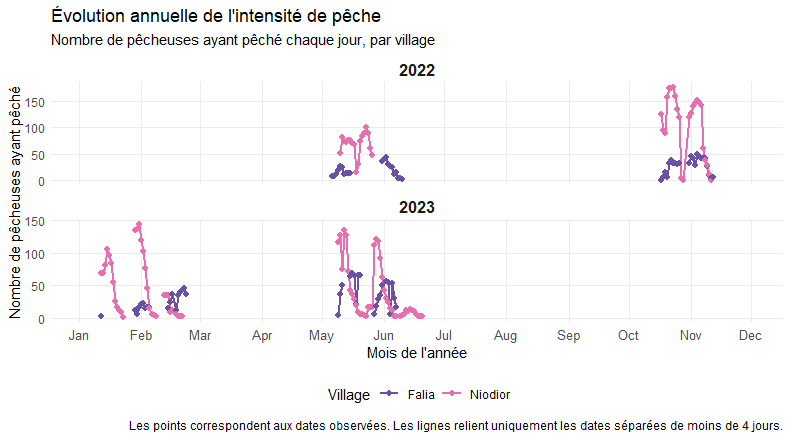 Évolution annuelle de l'intensité de pêche
Nombre de pêcheuses ayant pêché chaque jour, par village
2022
150
100
50
0
2023
150
100
50
0
Nombre de pêcheuses ayant pêché
Jan Feb Mar Apr May Jun Jul Aug Sep Oct Nov Dec
Mois de l'année
Village Falia Niodior
Les points correspondent aux dates observées. Les lignes relient uniquement les dates séparées de moins de 4 jours.